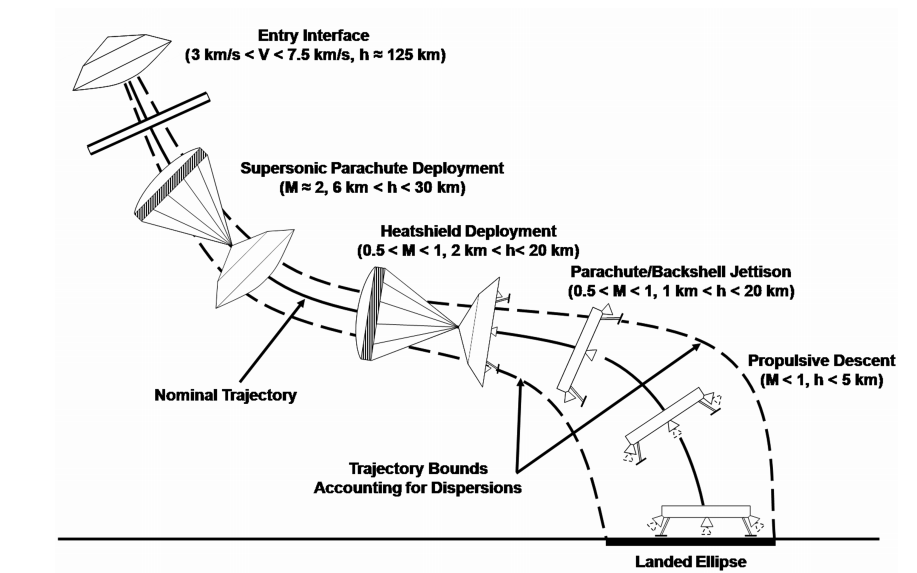 Entry Interface
(3 km/s < V < 7.5 km/s, h ≈ 125 km)
Supersonic Parachute Deployment
(M ≈ 2, 6 km < h < 30 km)
Heatshield Deployment
(0.5 < M < 1, 2 km < h< 20 km)
Parachute/Backshell Jettison
(0.5 < M < 1, 1 km < h < 20 km)
Propulsive Descent
(M < 1, h < 5 km)
Nominal Trajectory
Trajectory Bounds
Accounting for Dispersions
Landed Ellipse